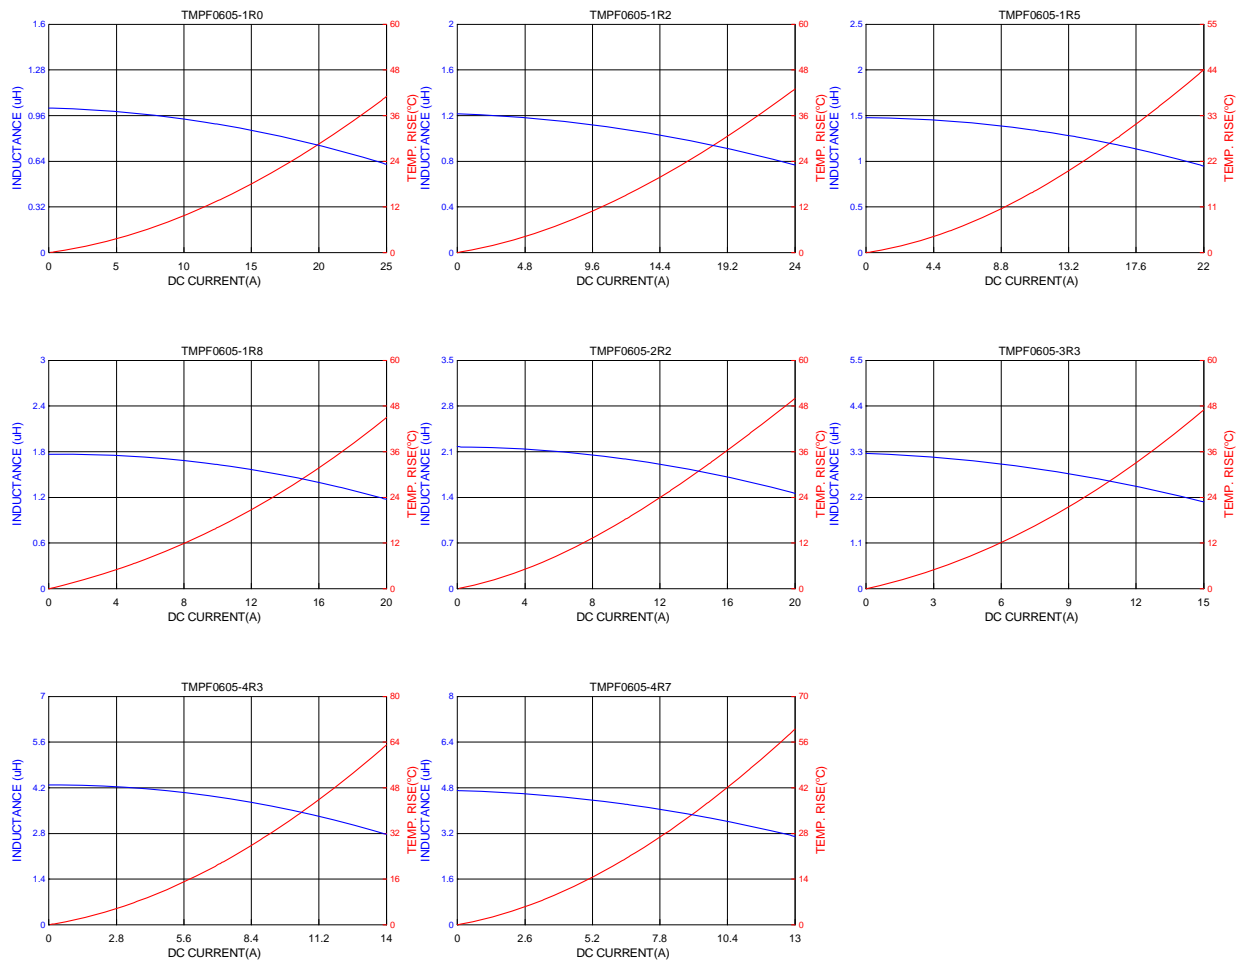 TMPF0605-1R0
1.6
1.28
0.96
0.64
0.32
0
INDUCTANCE (uH)
60
48
36
24
12
0
TEMP. RISE(°C)
0 5 10 15 20 25
DC CURRENT(A)
TMPF0605-1R2
2
1.6
1.2
0.8
0.4
0
INDUCTANCE (uH)
60
48
36
24
12
0
TEMP. RISE(°C)
0 4.8 9.6 14.4 19.2 24
DC CURRENT(A)
TMPF0605-1R5
2.5
2
1.5
1
0.5
0
INDUCTANCE (uH)
55
44
33
22
11
0
TEMP. RISE(°C)
0 4.4 8.8 13.2 17.6 22
DC CURRENT(A)
TMPF0605-1R8
3
2.4
1.8
1.2
0.6
0
INDUCTANCE (uH)
60
48
36
24
12
0
TEMP. RISE(°C)
0 4 8 12 16 20
DC CURRENT(A)
TMPF0605-2R2
3.5
2.8
2.1
1.4
0.7
0
INDUCTANCE (uH)
60
48
36
24
12
0
TEMP. RISE(°C)
0 4 8 12 16 20
DC CURRENT(A)
TMPF0605-3R3
5.5
4.4
3.3
2.2
1.1
0
INDUCTANCE (uH)
60
48
36
24
12
0
TEMP. RISE(°C)
0 3 6 9 12 15
DC CURRENT(A)
TMPF0605-4R3
7
5.6
4.2
2.8
1.4
0
INDUCTANCE (uH)
80
64
48
32
16
0
TEMP. RISE(°C)
0 2.8 5.6 8.4 11.2 14
DC CURRENT(A)
TMPF0605-4R7
8
6.4
4.8
3.2
1.6
0
INDUCTANCE (uH)
70
56
42
28
14
0
TEMP. RISE(°C)
0 2.6 5.2 7.8 10.4 13
DC CURRENT(A)